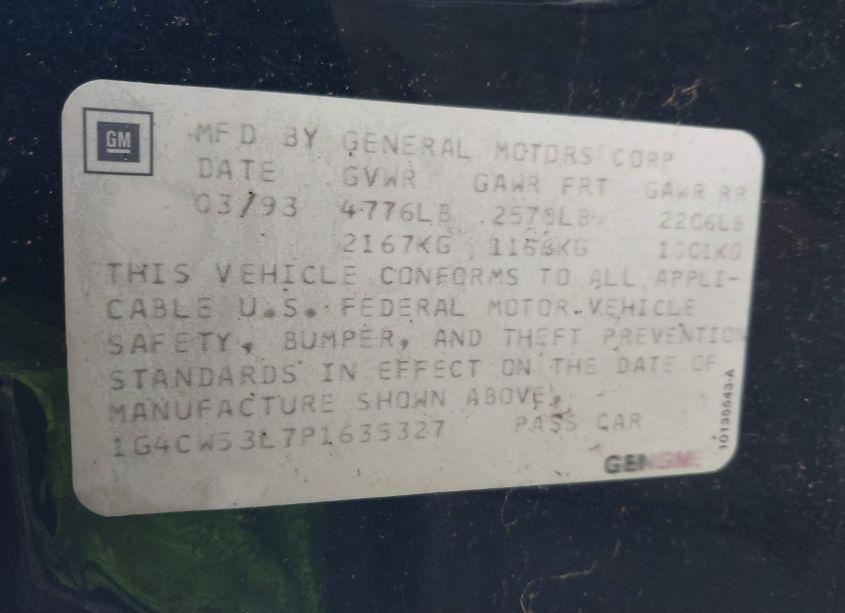 GM
MFD BY GENERAL MOTORS CORP
DATE GVWR GAWR FRT GAWR RR
03/93 4776LB 2570LB 2206LB
2167KG 1166KG 1001KG
THIS VEHICLE CONFORMS TO ALL APPLI-
CABLE U.S. FEDERAL MOTOR VEHICLE
SAFETY, BUMPER, AND THEFT PREVENTION
STANDARDS IN EFFECT ON THE DATE OF
MANUFACTURE SHOWN ABOVE.
1G4CW53L7P1635327 PASS CAR
10135543-A